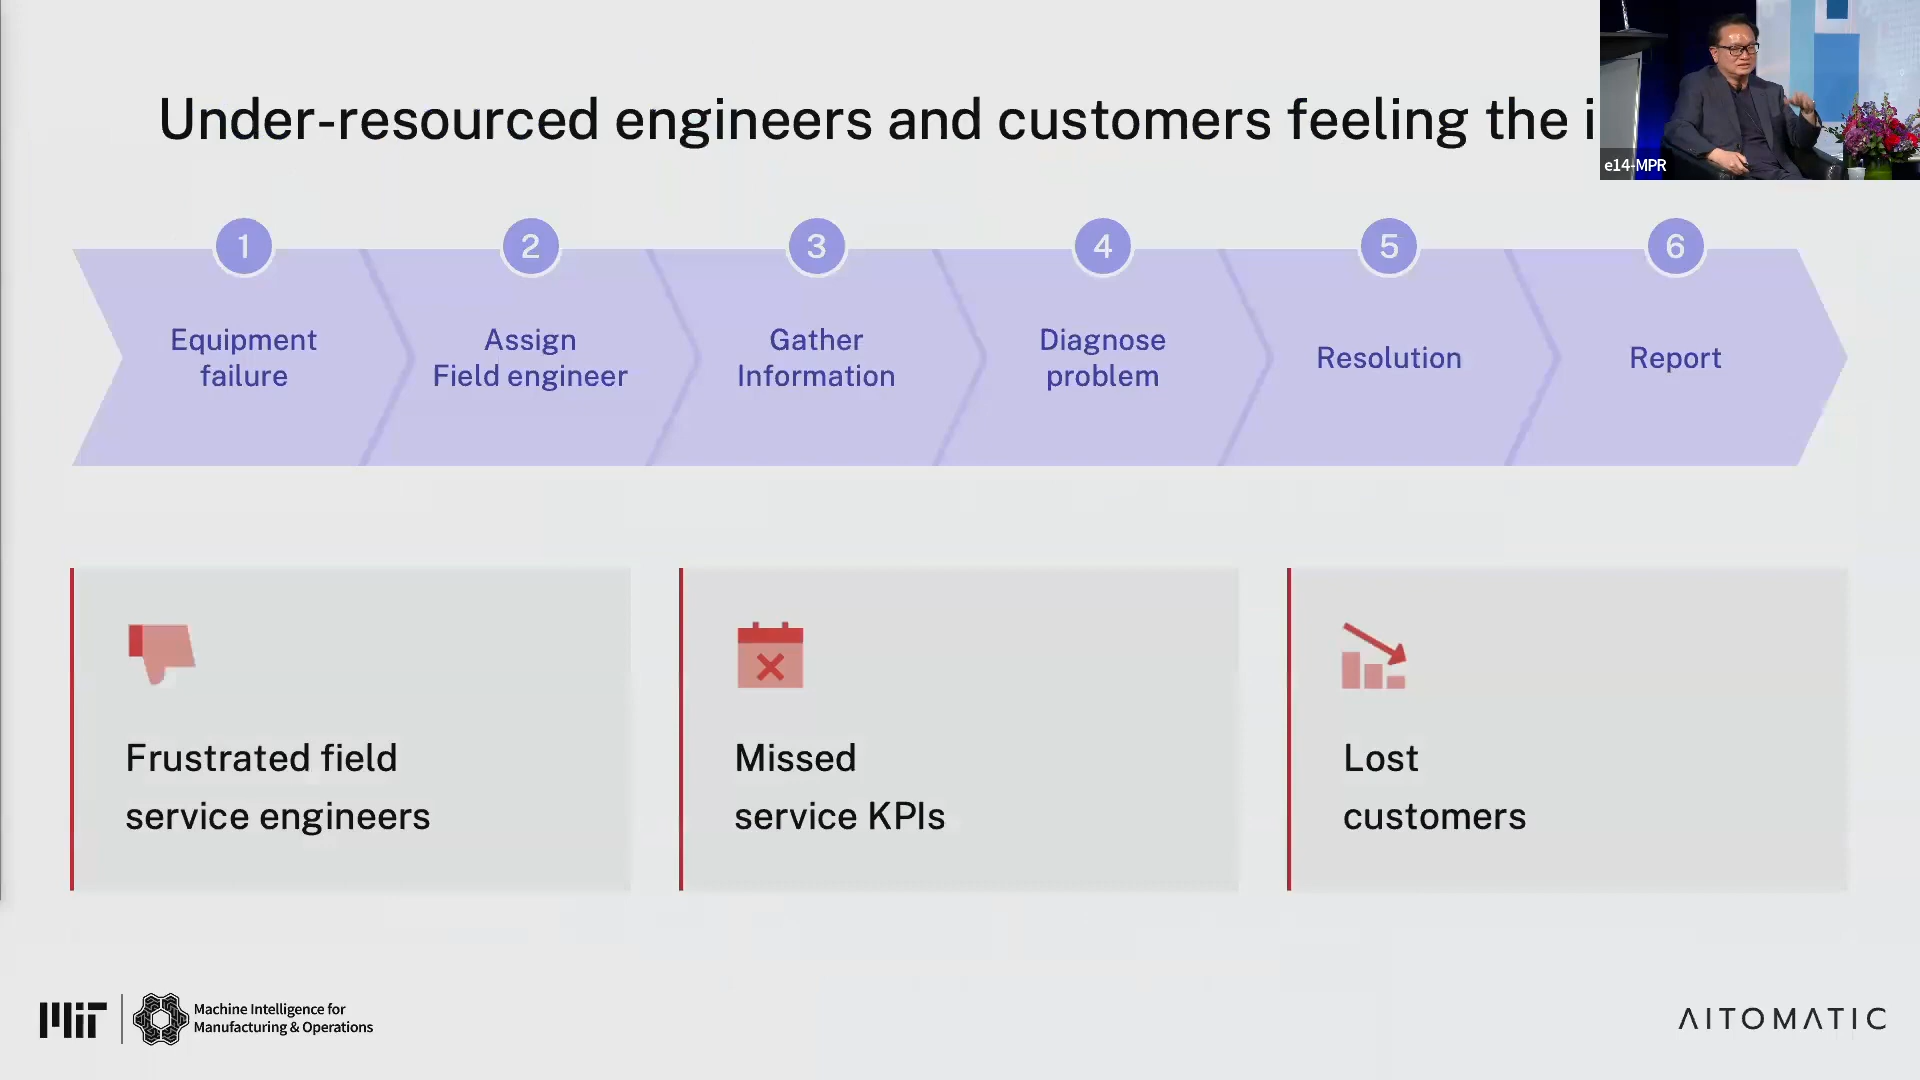 Under-resourced engineers and customers feeling the i
e14-MPR
1
2
3
4
5
6
Equipment
failure
Assign
Field engineer
Gather
Information
Diagnose
problem
Resolution
Report
Frustrated field
service engineers
Missed
service KPIs
Lost
customers
MIT
Machine Intelligence for
Manufacturing & Operations
AITOMATIC